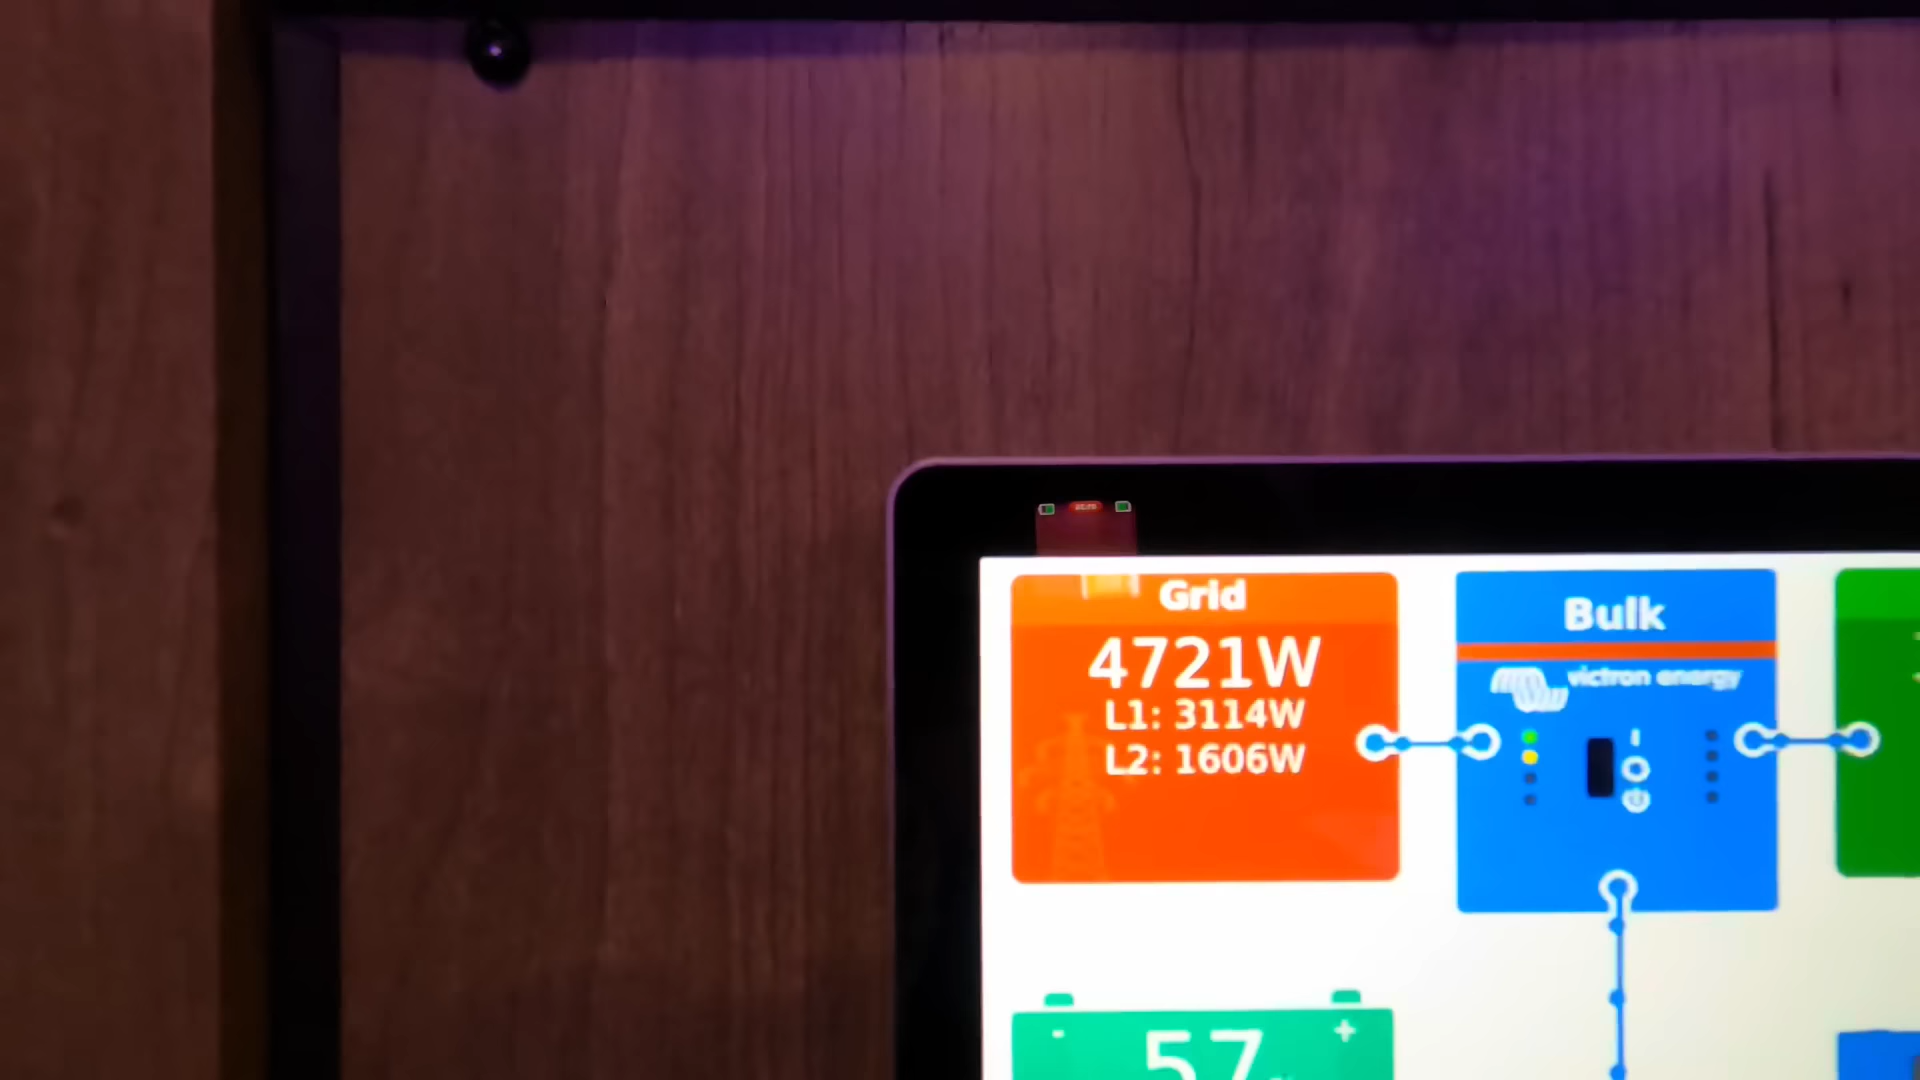 Grid
4721W
L1: 3114W
L2: 1606W
Bulk
victron energy
- +
57